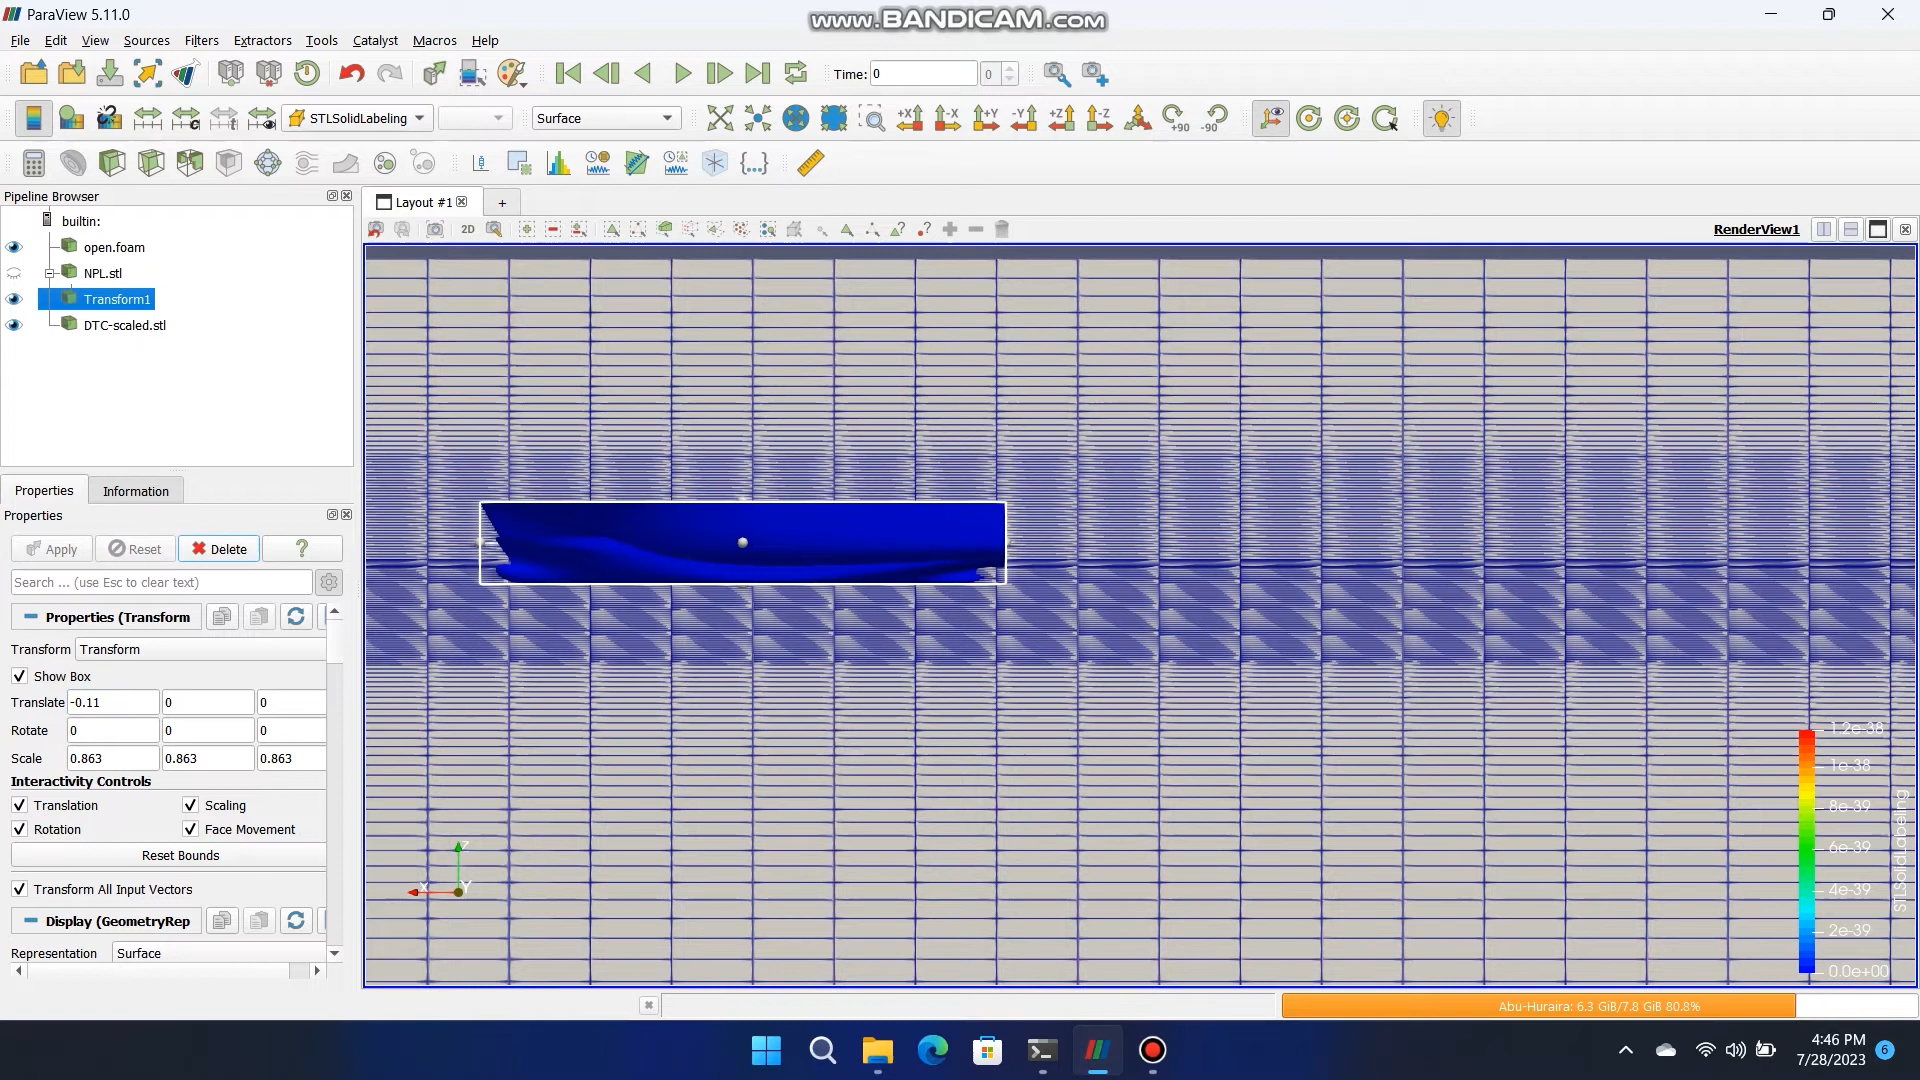 ParaView 5.11.0
www.BANDICAM.com
File Edit View Sources Filters Extractors Tools Catalyst Macros Help
Time: 0 0
STLSolidLabeling Surface
+X -X +Y -Y +Z -Z +90 -90
Pipeline Browser
builtin:
open.foam
NPL.stl
Transform1
DTC-scaled.stl
Layout #1 +
2D RenderView1
Properties Information
Properties
Apply Reset Delete ?
Search ... (use Esc to clear text)
Properties (Transform
Transform Transform
Show Box
Translate -0.11 0 0
Rotate 0 0 0
Scale 0.863 0.863 0.863
Interactivity Controls
Translation Scaling
Rotation Face Movement
Reset Bounds
Transform All Input Vectors
Display (GeometryRep
Representation Surface
Z
X Y
1.2e-38
1e-38
8e-39
6e-39
4e-39
2e-39
0.0e+00
STLSolidLabeling
Abu-Huraira: 6.3 GiB/7.8 GiB 80.8%
4:46 PM
7/28/2023
6